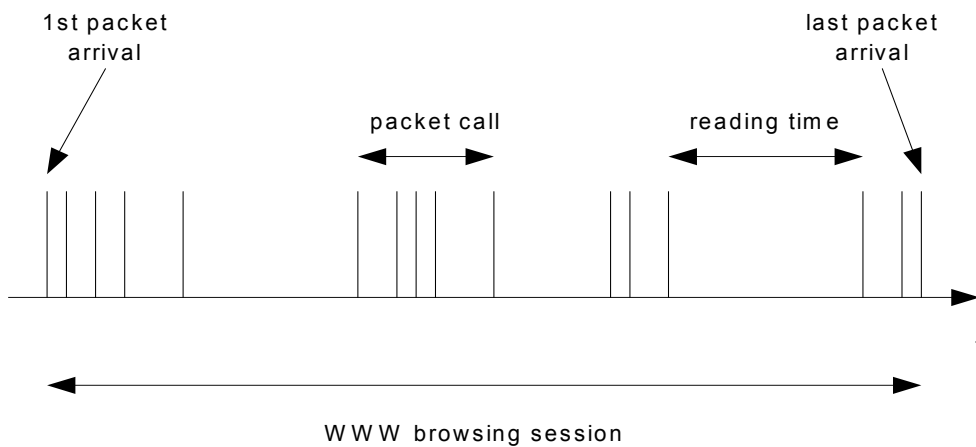 1st packet
arrival
last packet
arrival
packet call
reading time
WWW browsing session